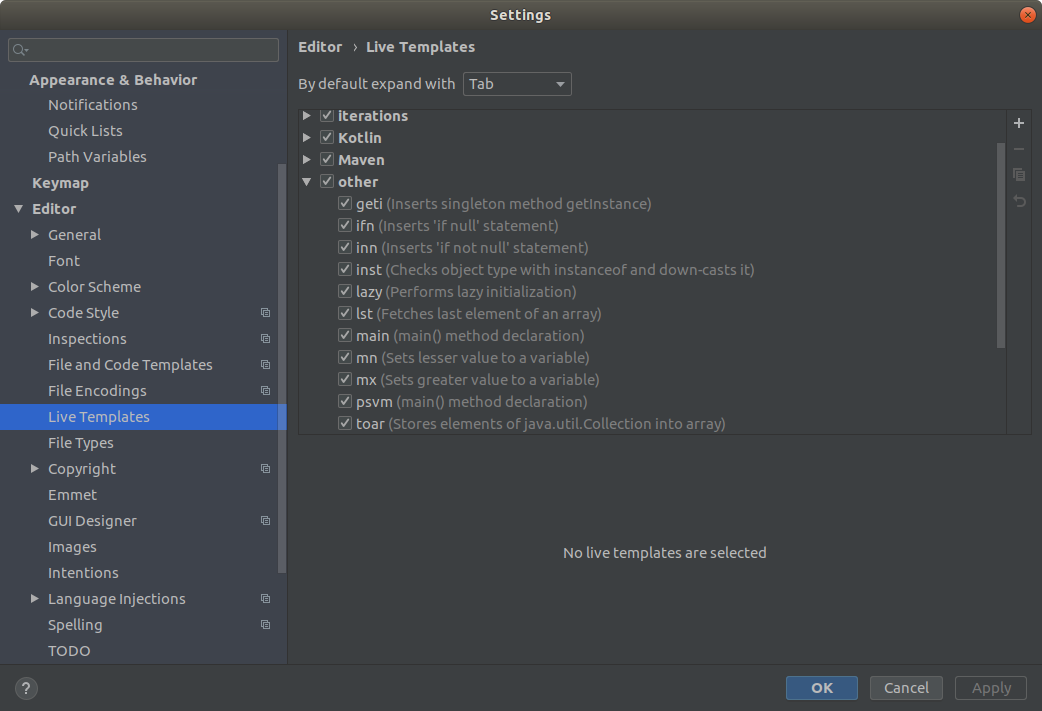 Settings
Appearance & Behavior
Notifications
Quick Lists
Path Variables
Keymap
Editor
General
Font
Color Scheme
Code Style
Inspections
File and Code Templates
File Encodings
Live Templates
File Types
Copyright
Emmet
GUI Designer
Images
Intentions
Language Injections
Spelling
TODO
Editor › Live Templates
By default expand with Tab
iterations
Kotlin
Maven
other
geti (Inserts singleton method getInstance)
ifn (Inserts 'if null' statement)
inn (Inserts 'if not null' statement)
inst (Checks object type with instanceof and down-casts it)
lazy (Performs lazy initialization)
lst (Fetches last element of an array)
main (main() method declaration)
mn (Sets lesser value to a variable)
mx (Sets greater value to a variable)
psvm (main() method declaration)
toar (Stores elements of java.util.Collection into array)
No live templates are selected
? OK Cancel Apply